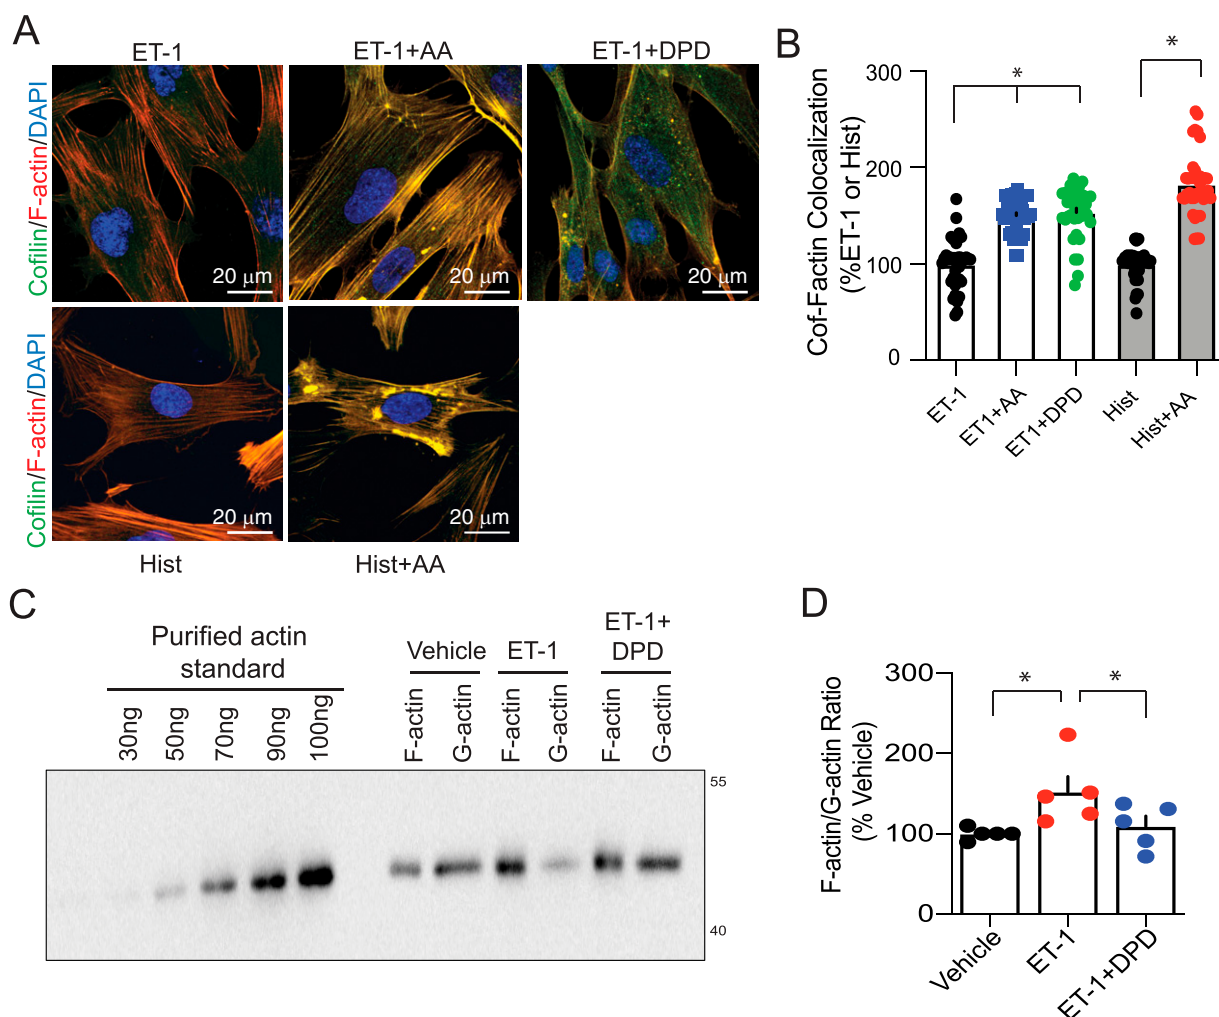 A
ET-1
ET-1+AA
ET-1+DPD
Cofilin/F-actin/DAPI
20 μm
20 μm
20 μm
Cofilin/F-actin/DAPI
20 μm
20 μm
Hist
Hist+AA
B
Cof-Factin Colocalization
(%ET-1 or Hist)
300
200
100
0
*
*
ET-1
ET1+AA
ET1+DPD
Hist
Hist+AA
C
Purified actin
standard
Vehicle
ET-1
ET-1+
DPD
30ng
50ng
70ng
90ng
100ng
F-actin
G-actin
F-actin
G-actin
F-actin
G-actin
55
40
D
F-actin/G-actin Ratio
(% Vehicle)
300
200
100
0
*
*
Vehicle
ET-1
ET-1+DPD